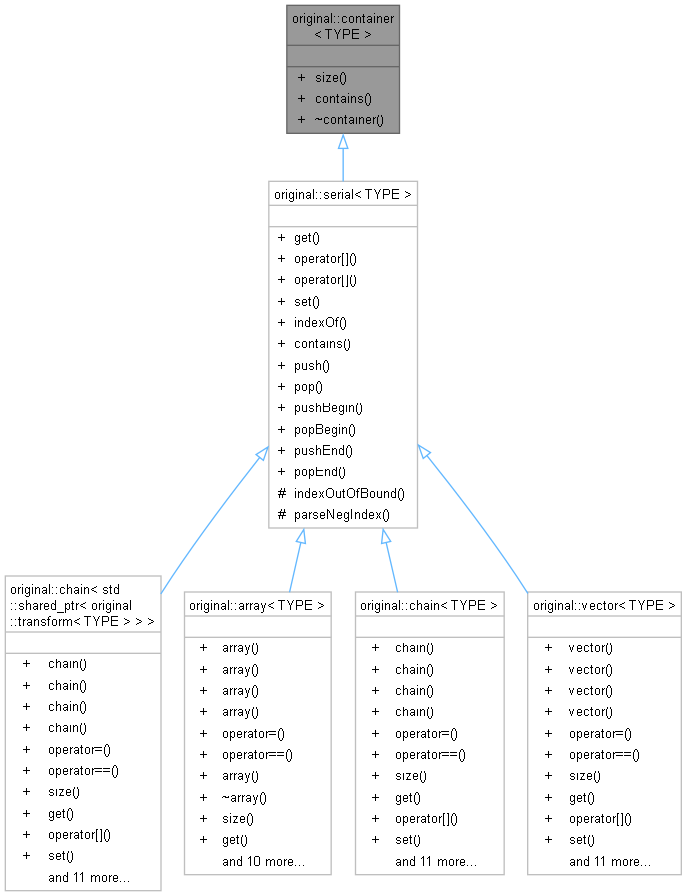 original::container
< TYPE >
+ size()
+ contains()
+ ~container()
original::serial< TYPE >
+ get()
+ operator[]()
+ operator[]()
+ set()
+ indexOf()
+ contains()
+ push()
+ pop()
+ pushBegin()
+ popBegin()
+ pushEnd()
+ popEnd()
# indexOutOfBound()
# parseNegIndex()
original::chain< std
::shared_ptr< original
::transform< TYPE > > >
+ chain()
+ chain()
+ chain()
+ chain()
+ operator=()
+ operator==()
+ size()
+ get()
+ operator[]()
+ set()
and 11 more...
original::array< TYPE >
+ array()
+ array()
+ array()
+ array()
+ operator=()
+ operator==()
+ array()
+ ~array()
+ size()
+ get()
and 10 more...
original::chain< TYPE >
+ chain()
+ chain()
+ chain()
+ chain()
+ operator=()
+ operator==()
+ size()
+ get()
+ operator[]()
+ set()
and 11 more...
original::vector< TYPE >
+ vector()
+ vector()
+ vector()
+ vector()
+ operator=()
+ operator==()
+ size()
+ get()
+ operator[]()
+ set()
and 11 more...